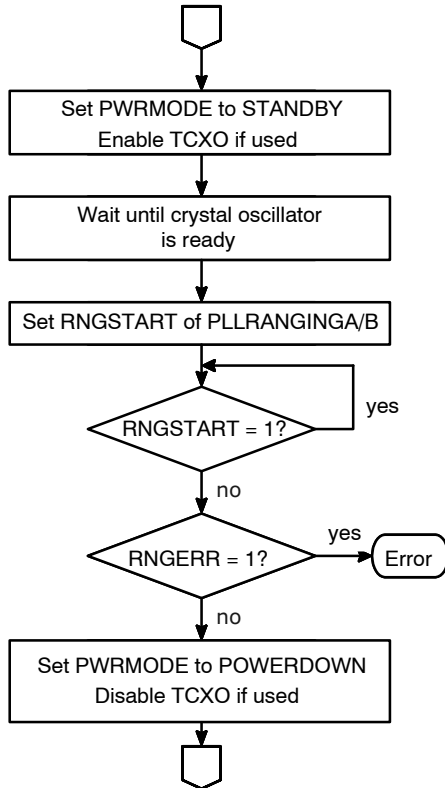 Set PWRMODE to STANDBY
Enable TCXO if used
Wait until crystal oscillator
is ready
Set RNGSTART of PLLRANGINGA/B
RNGSTART = 1?
yes
no
RNGERR = 1?
yes
Error
no
Set PWRMODE to POWERDOWN
Disable TCXO if used